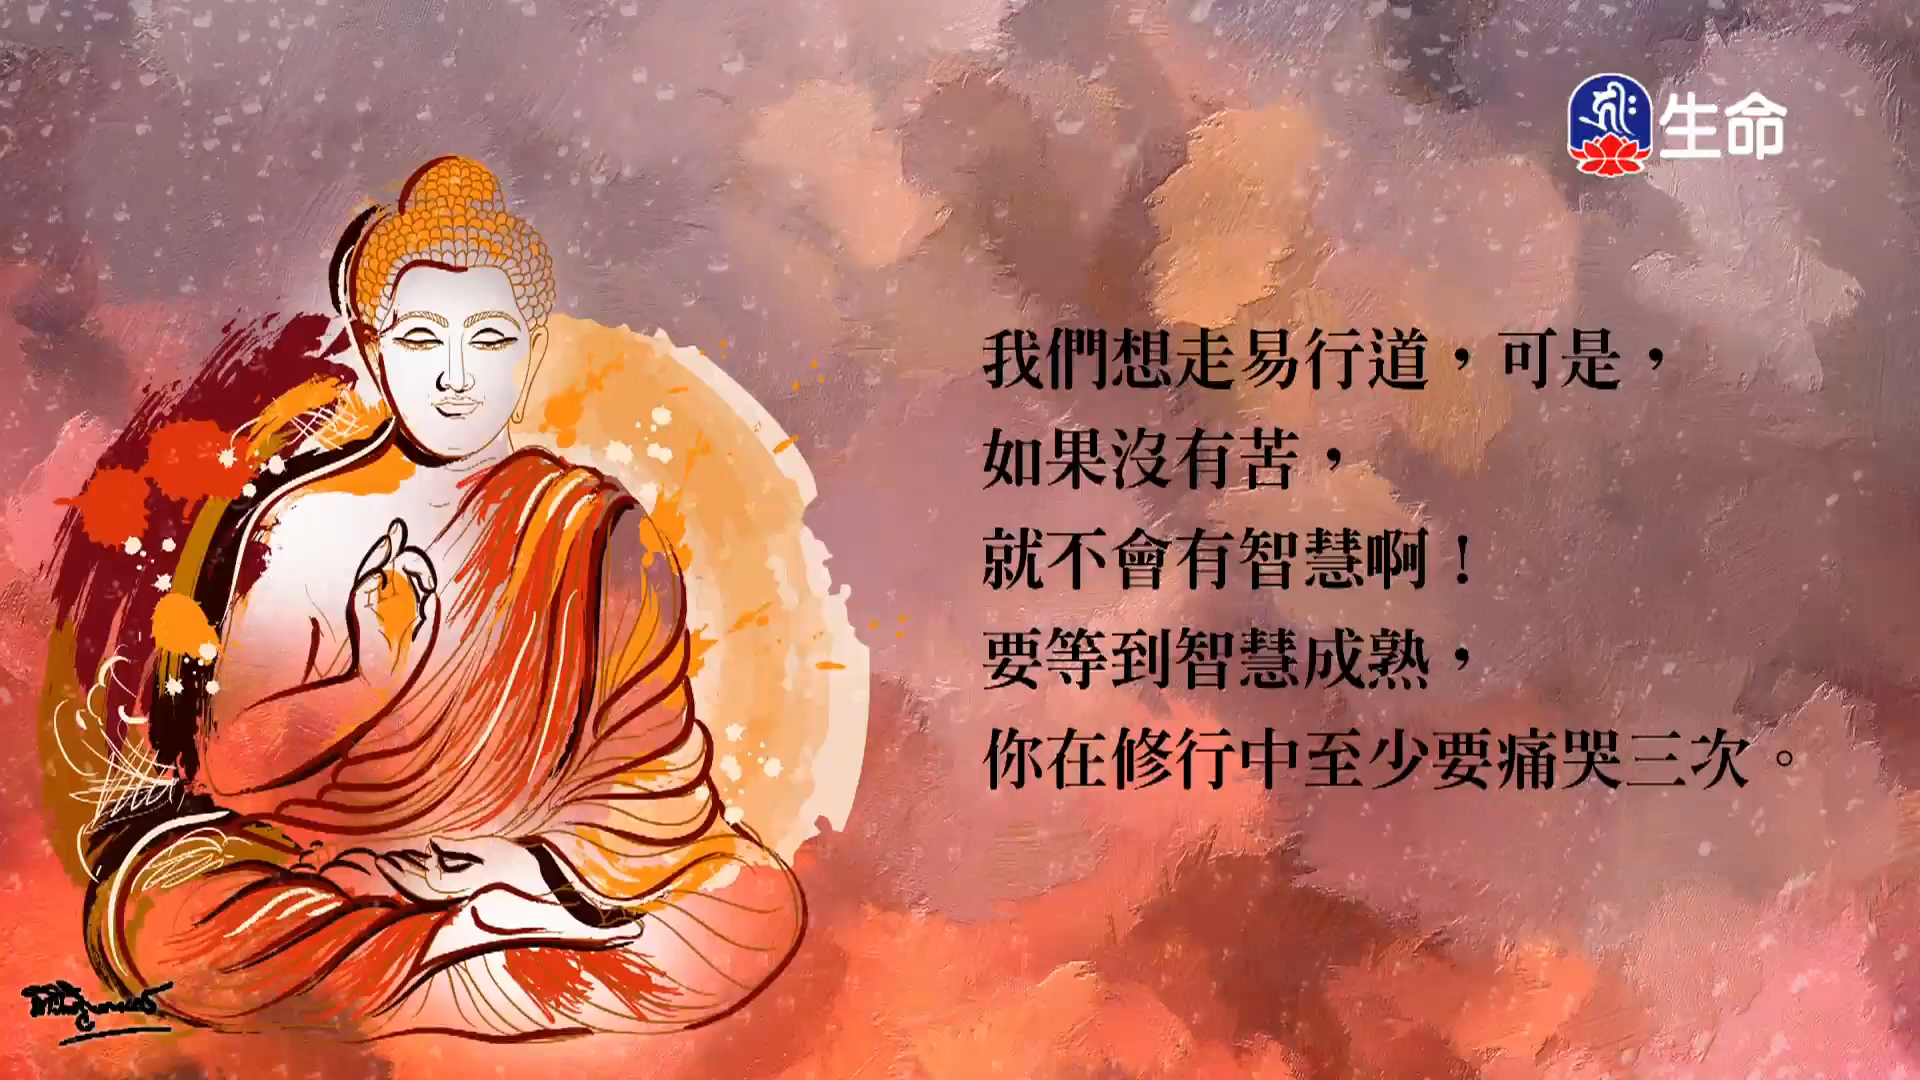 生命
我們想走易行道，可是，
如果沒有苦，
就不會有智慧啊！
要等到智慧成熟，
你在修行中至少要痛哭三次。